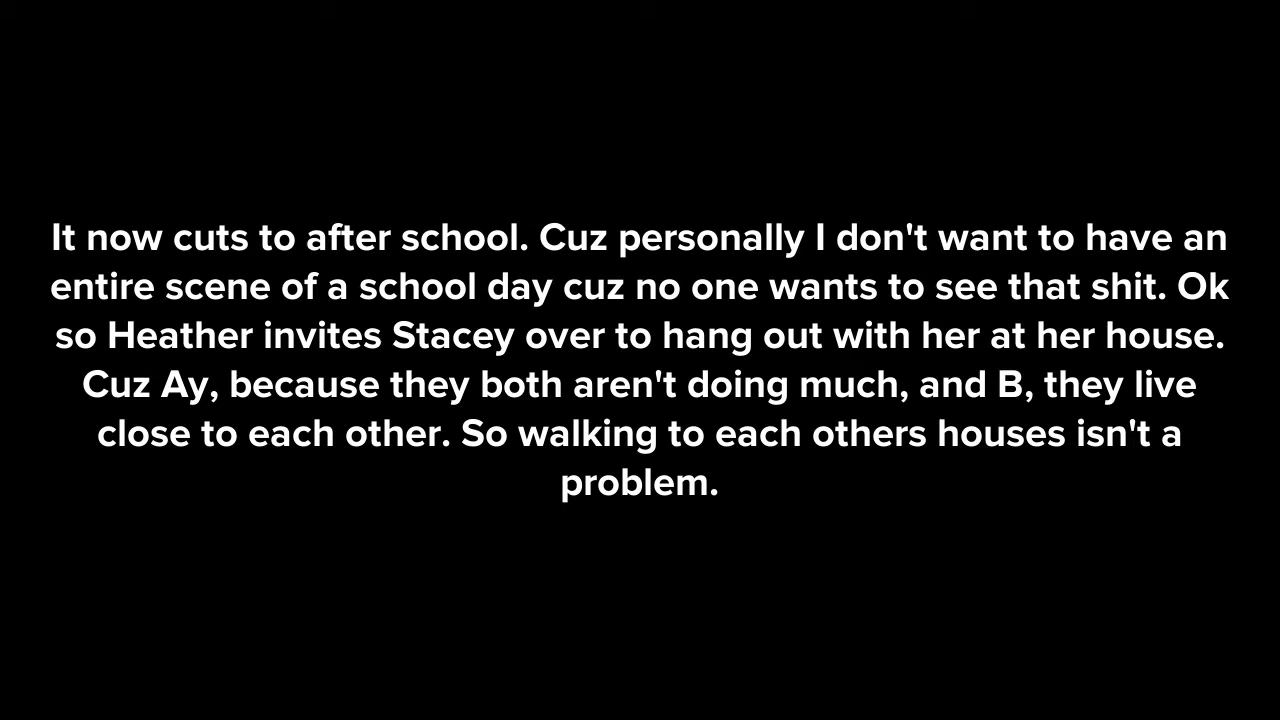 It now cuts to after school. Cuz personally I don't want to have an
entire scene of a school day cuz no one wants to see that shit. Ok
so Heather invites Stacey over to hang out with her at her house.
Cuz Ay, because they both aren't doing much, and B, they live
close to each other. So walking to each others houses isn't a
problem.